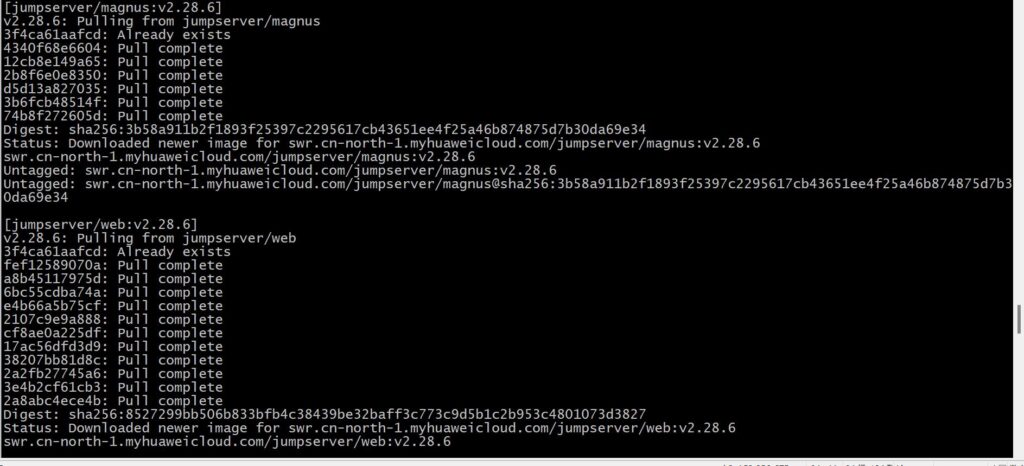 [jumpserver/magnus:v2.28.6]
v2.28.6: Pulling from jumpserver/magnus
3f4ca61aafcd: Already exists
4340f68e6604: Pull complete
12cb8e149a65: Pull complete
2b8f6e0e8350: Pull complete
d5d13a827035: Pull complete
3b6fcb48514f: Pull complete
74b8f272605d: Pull complete
Digest: sha256:3b58a911b2f1893f25397c2295617cb43651ee4f25a46b874875d7b30da69e34
Status: Downloaded newer image for swr.cn-north-1.myhuaweicloud.com/jumpserver/magnus:v2.28.6
swr.cn-north-1.myhuaweicloud.com/jumpserver/magnus:v2.28.6
Untagged: swr.cn-north-1.myhuaweicloud.com/jumpserver/magnus:v2.28.6
Untagged: swr.cn-north-1.myhuaweicloud.com/jumpserver/magnus@sha256:3b58a911b2f1893f25397c2295617cb43651ee4f25a46b874875d7b3
0da69e34
[jumpserver/web:v2.28.6]
v2.28.6: Pulling from jumpserver/web
3f4ca61aafcd: Already exists
fef12589070a: Pull complete
a8b45117975d: Pull complete
6bc55cdba74a: Pull complete
e4b66a5b75cf: Pull complete
2107c9e9a888: Pull complete
cf8ae0a225df: Pull complete
17ac56dfd3d9: Pull complete
38207bb81d8c: Pull complete
2a2fb27745a6: Pull complete
3e4b2cf61cb3: Pull complete
2a8abc4ece4b: Pull complete
Digest: sha256:8527299bb506b833bfb4c38439be32baff3c773c9d5b1c2b953c4801073d3827
Status: Downloaded newer image for swr.cn-north-1.myhuaweicloud.com/jumpserver/web:v2.28.6
swr.cn-north-1.myhuaweicloud.com/jumpserver/web:v2.28.6